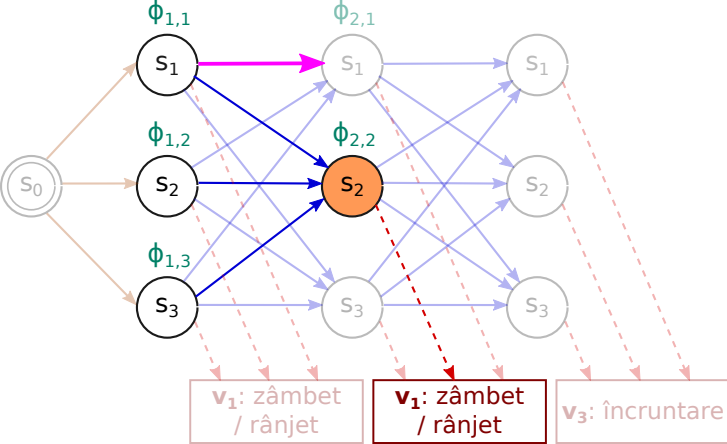 ϕ1,1
ϕ2,1
s1
s1
s1
ϕ1,2
ϕ2,2
s0
s2
s2
s2
ϕ1,3
s3
s3
s3
v1: zâmbet
/ rânjet
v1: zâmbet
/ rânjet
v3: încruntare